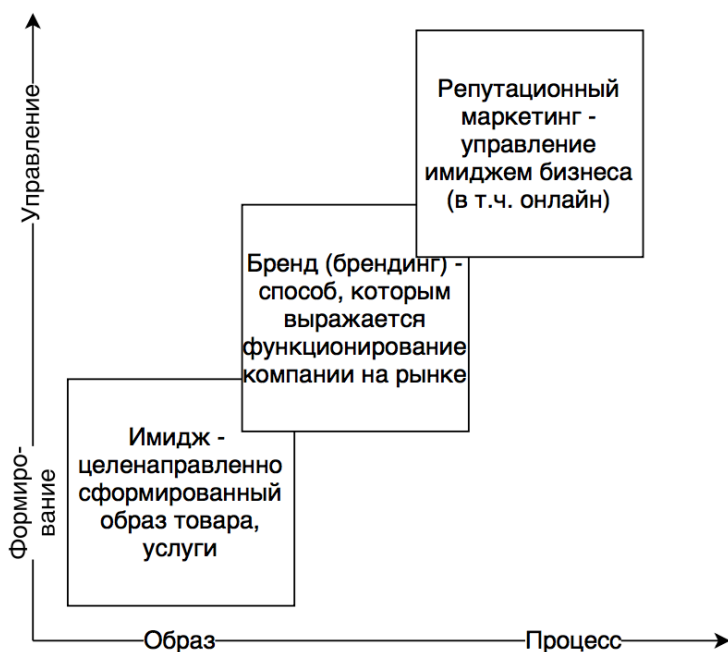 Управление
Репутационный
маркетинг -
управление
имиджем бизнеса
(в т.ч. онлайн)
Бренд (брендинг) -
способ, которым
выражается
функционирование
компании на рынке
Формиро-
вание
Имидж -
целенаправленно
сформированный
образ товара,
услуги
Образ
Процесс